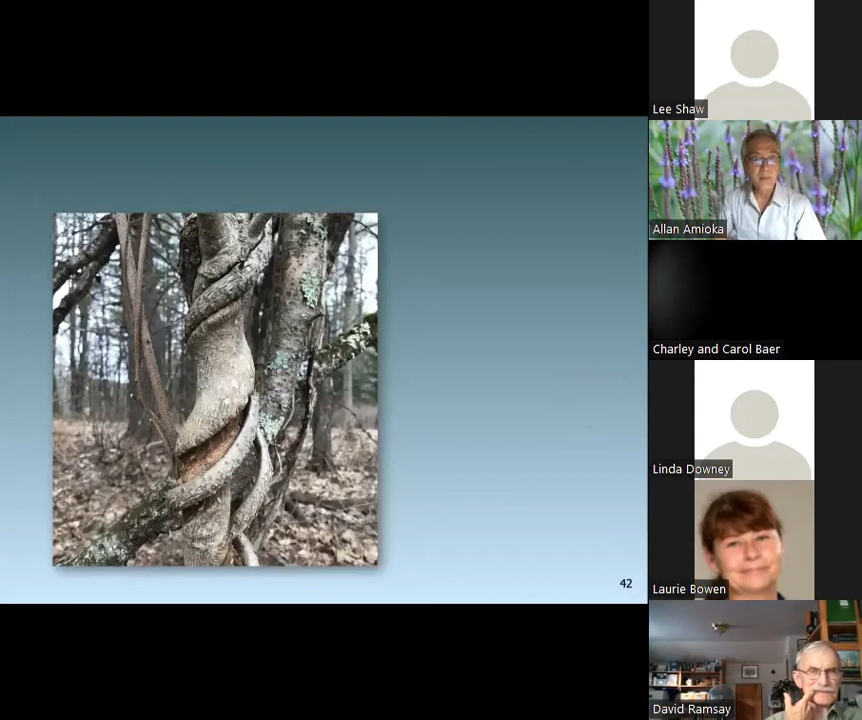 Lee Shaw
Allan Amioka
Charley and Carol Baer
Linda Downey
Laurie Bowen
David Ramsay
42